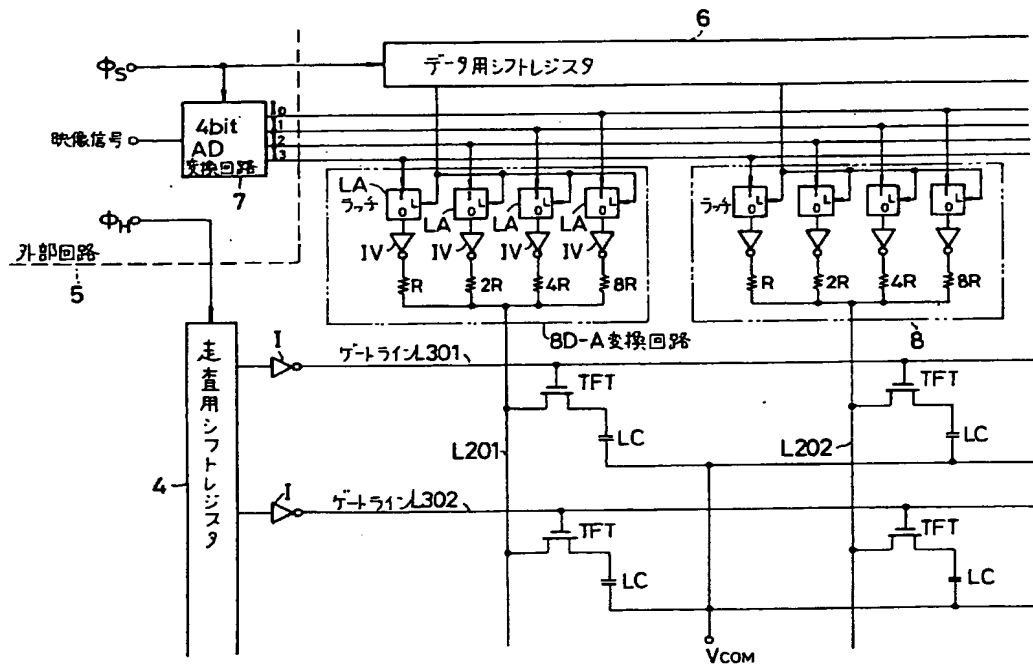 6
φS
データ用シフトレジスタ
映像信号
4bit
AD
変換回路
7
I0
1
2
3
φH
外部回路
5
LA
ラッチ
I
O
L
LA
I
O
L
LA
I
O
L
LA
I
O
L
IV
IV
IV
IV
R
2R
4R
8R
8D-A変換回路
ラッチ
I
O
L
I
O
L
I
O
L
I
O
L
R
2R
4R
8R
8
走査用シフトレジスタ
4
I
ゲートラインL301
TFT
LC
TFT
LC
L201
L202
I
ゲートラインL302
TFT
LC
TFT
LC
VCOM